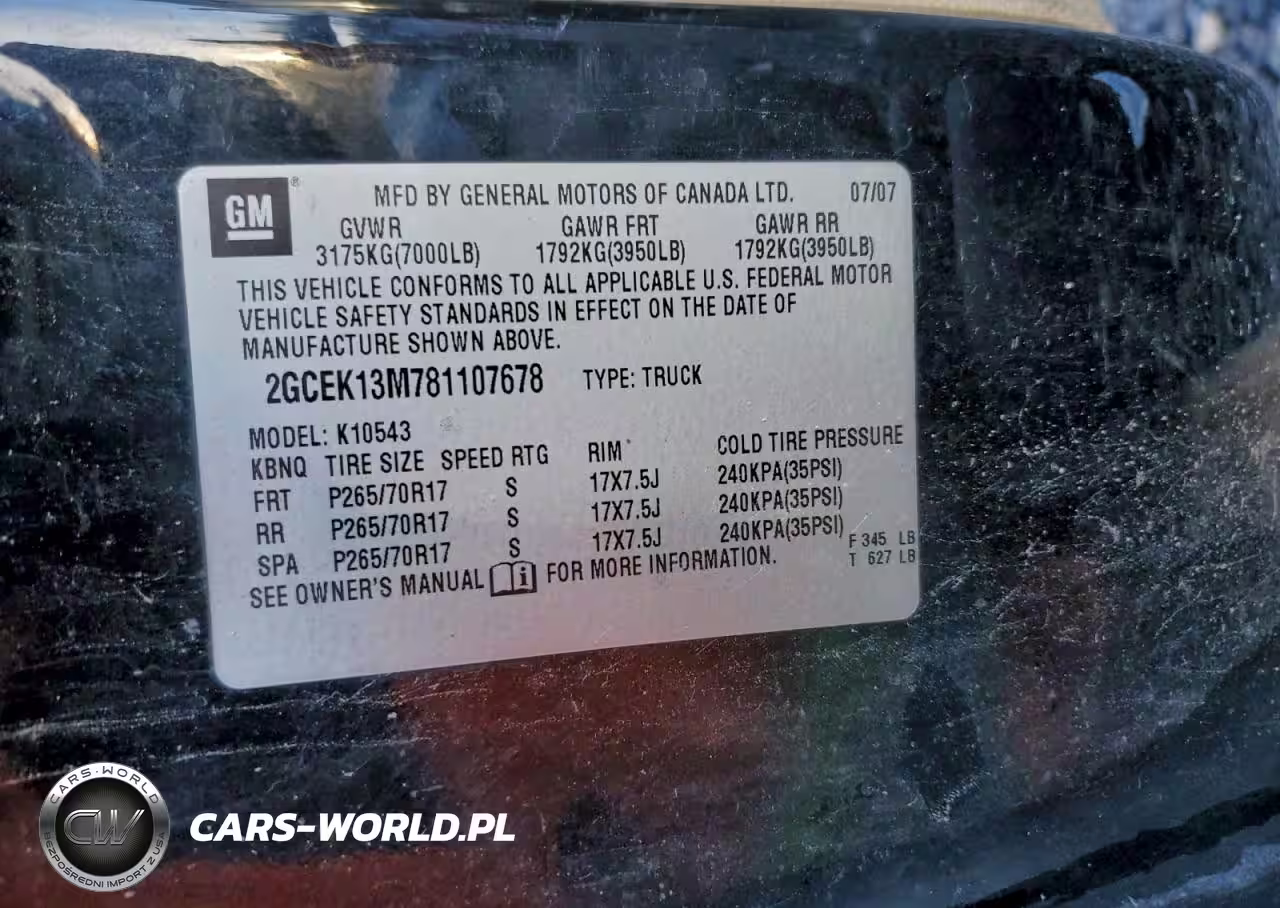 GM®
MFD BY GENERAL MOTORS OF CANADA LTD. 07/07
GVWR GAWR FRT GAWR RR
3175KG(7000LB) 1792KG(3950LB) 1792KG(3950LB)
THIS VEHICLE CONFORMS TO ALL APPLICABLE U.S. FEDERAL MOTOR
VEHICLE SAFETY STANDARDS IN EFFECT ON THE DATE OF
MANUFACTURE SHOWN ABOVE.
2GCEK13M781107678 TYPE: TRUCK
MODEL: K10543
KBNQ TIRE SIZE SPEED RTG RIM COLD TIRE PRESSURE
FRT P265/70R17 S 17X7.5J 240KPA(35PSI)
RR P265/70R17 S 17X7.5J 240KPA(35PSI)
SPA P265/70R17 S 17X7.5J 240KPA(35PSI)
F 345 LB
T 627 LB
SEE OWNER'S MANUAL FOR MORE INFORMATION.
CARS-WORLD
CW
BEZPOŚREDNI IMPORT Z USA
CARS-WORLD.PL